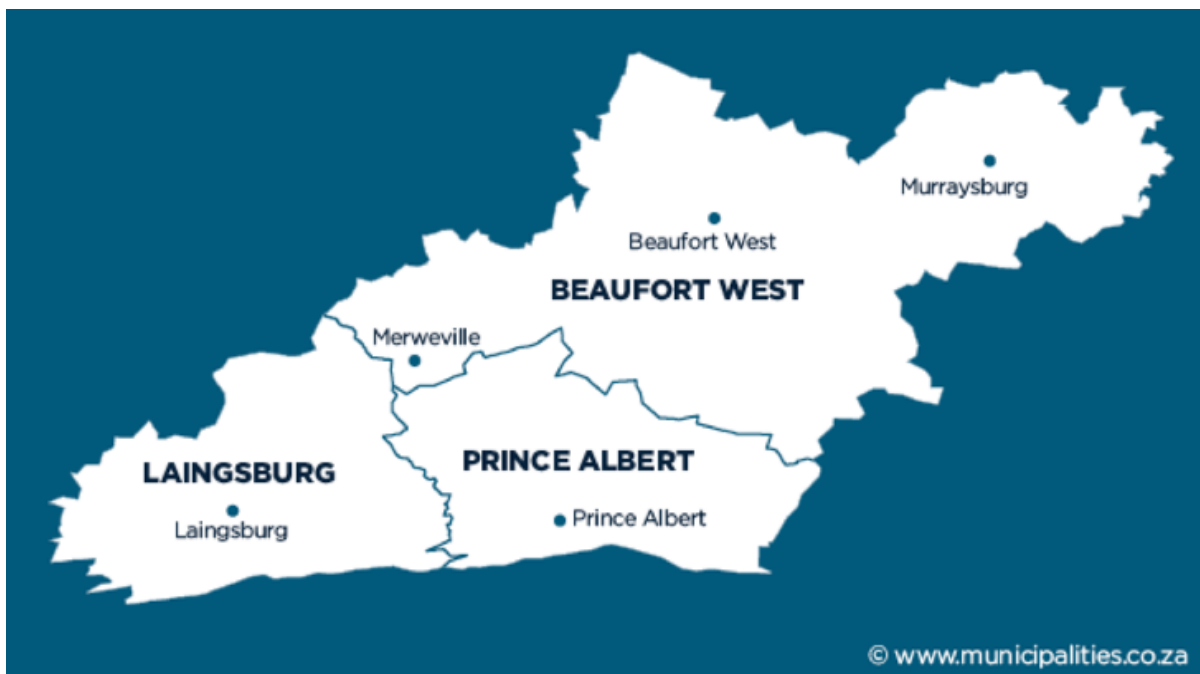 Murraysburg
Beaufort West
BEAUFORT WEST
Merweville
PRINCE ALBERT
LAINGSBURG
Laingsburg
Prince Albert
© www.municipalities.co.za